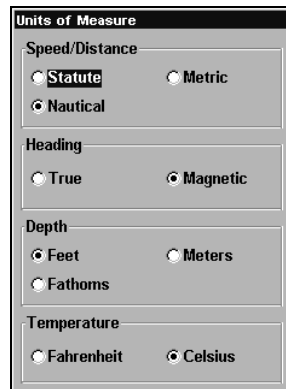 Units of Measure
Speed/Distance
Statute Metric
Nautical
Heading
True Magnetic
Depth
Feet Meters
Fathoms
Temperature
Fahrenheit Celsius